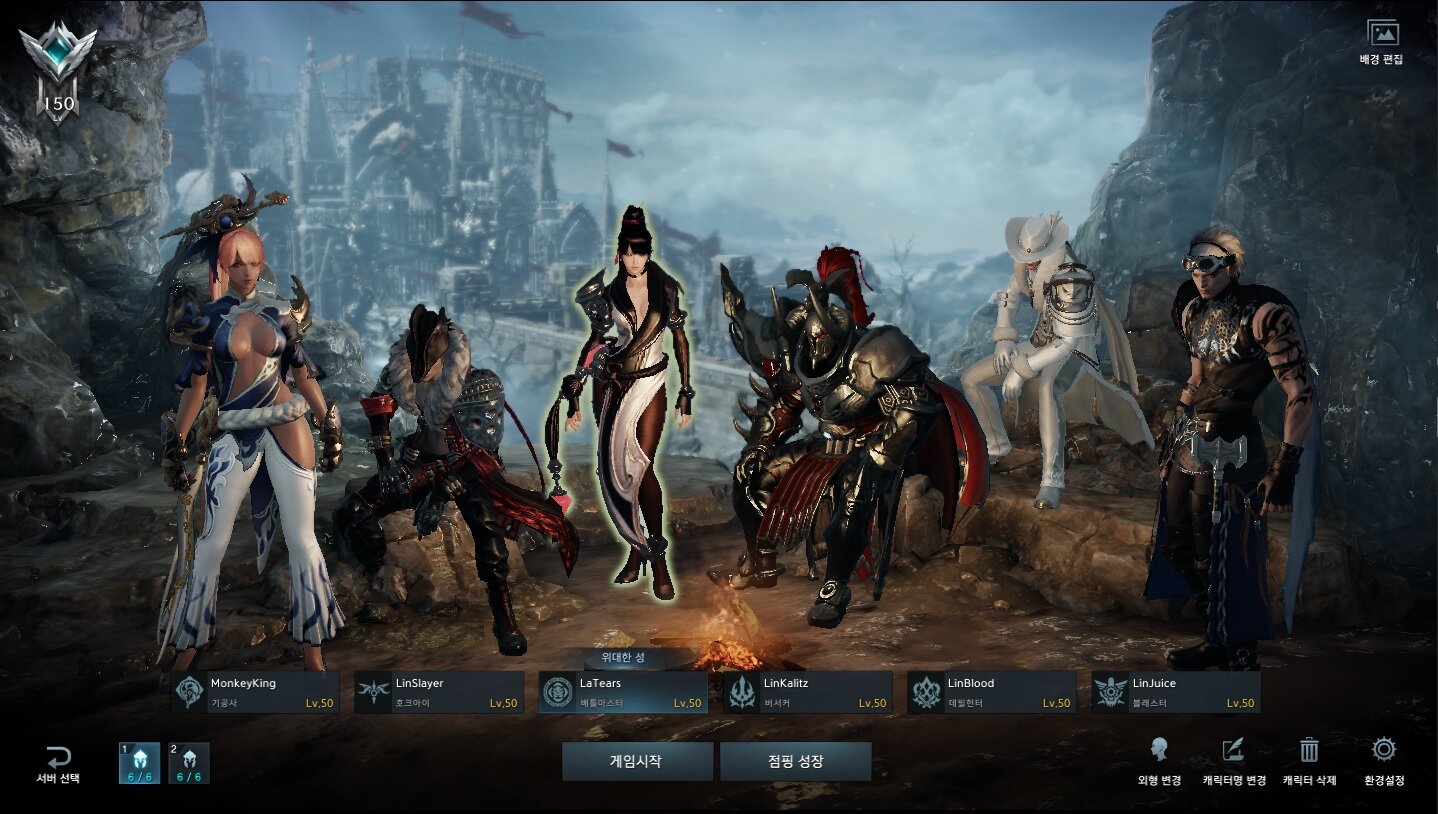 150
Lv
배경 편집
위대한 성
MonkeyKing
기공사 Lv.50
LinSlayer
호크아이 Lv.50
LaTears
배틀마스터 Lv.50
LinKalitz
버서커 Lv.50
LinBlood
데빌헌터 Lv.50
LinJuice
블래스터 Lv.50
서버 선택
1 6 / 6
2 6 / 6
게임시작
점핑 성장
외형 변경
캐릭터명 변경
캐릭터 삭제
환경설정